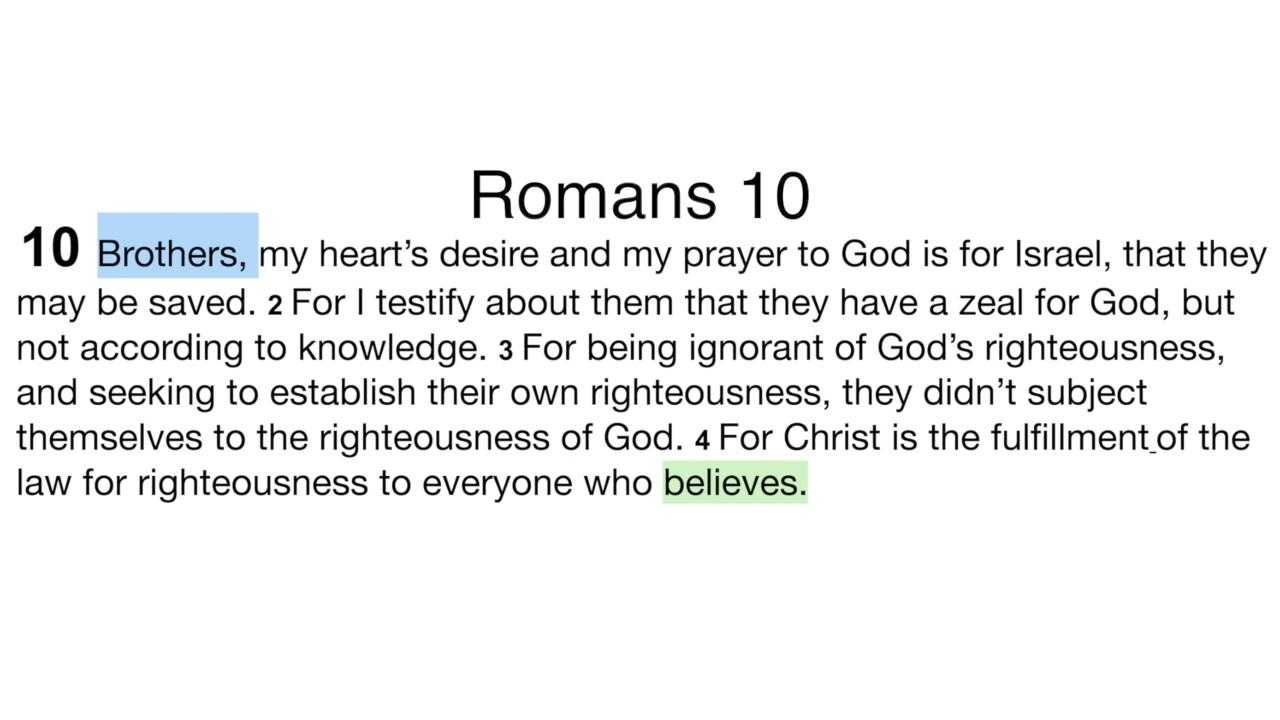 Romans 10
10 Brothers, my heart’s desire and my prayer to God is for Israel, that they
may be saved. 2 For I testify about them that they have a zeal for God, but
not according to knowledge. 3 For being ignorant of God’s righteousness,
and seeking to establish their own righteousness, they didn’t subject
themselves to the righteousness of God. 4 For Christ is the fulfillment of the
law for righteousness to everyone who believes.